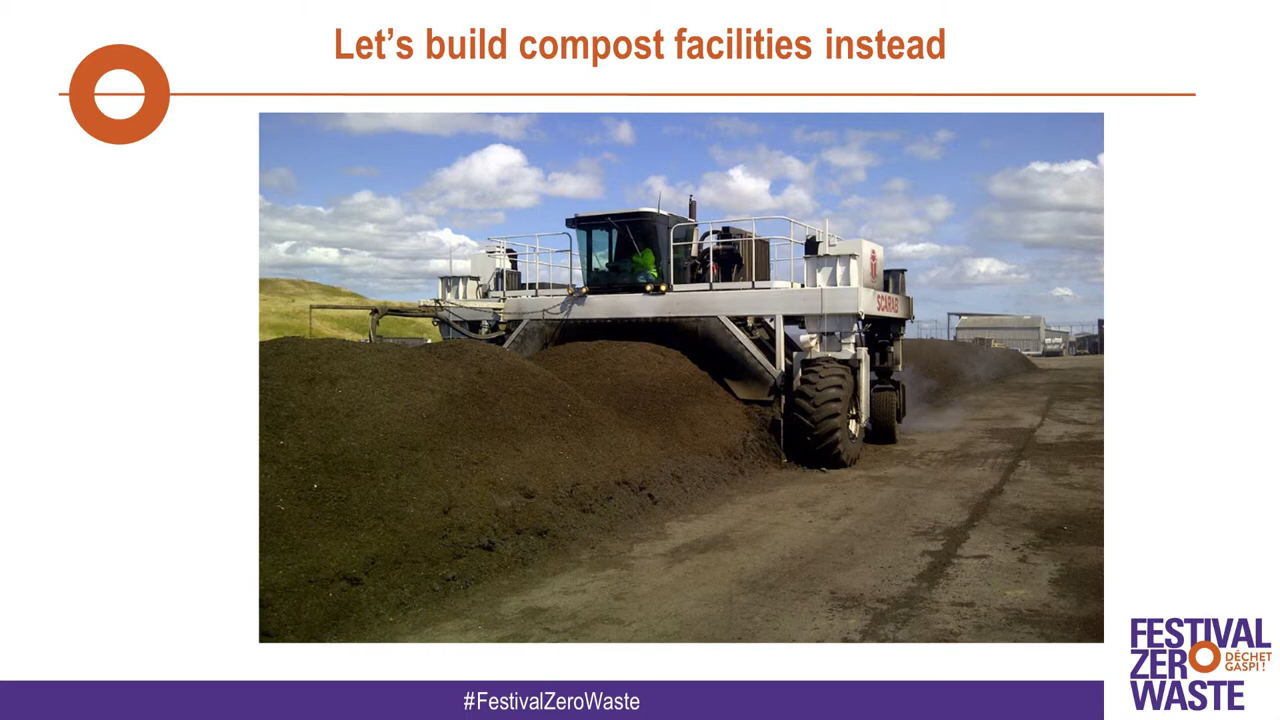 Let's build compost facilities instead
SCARAB
#FestivalZeroWaste
FESTIVAL
ZERO DÉCHET
GASPI !
WASTE